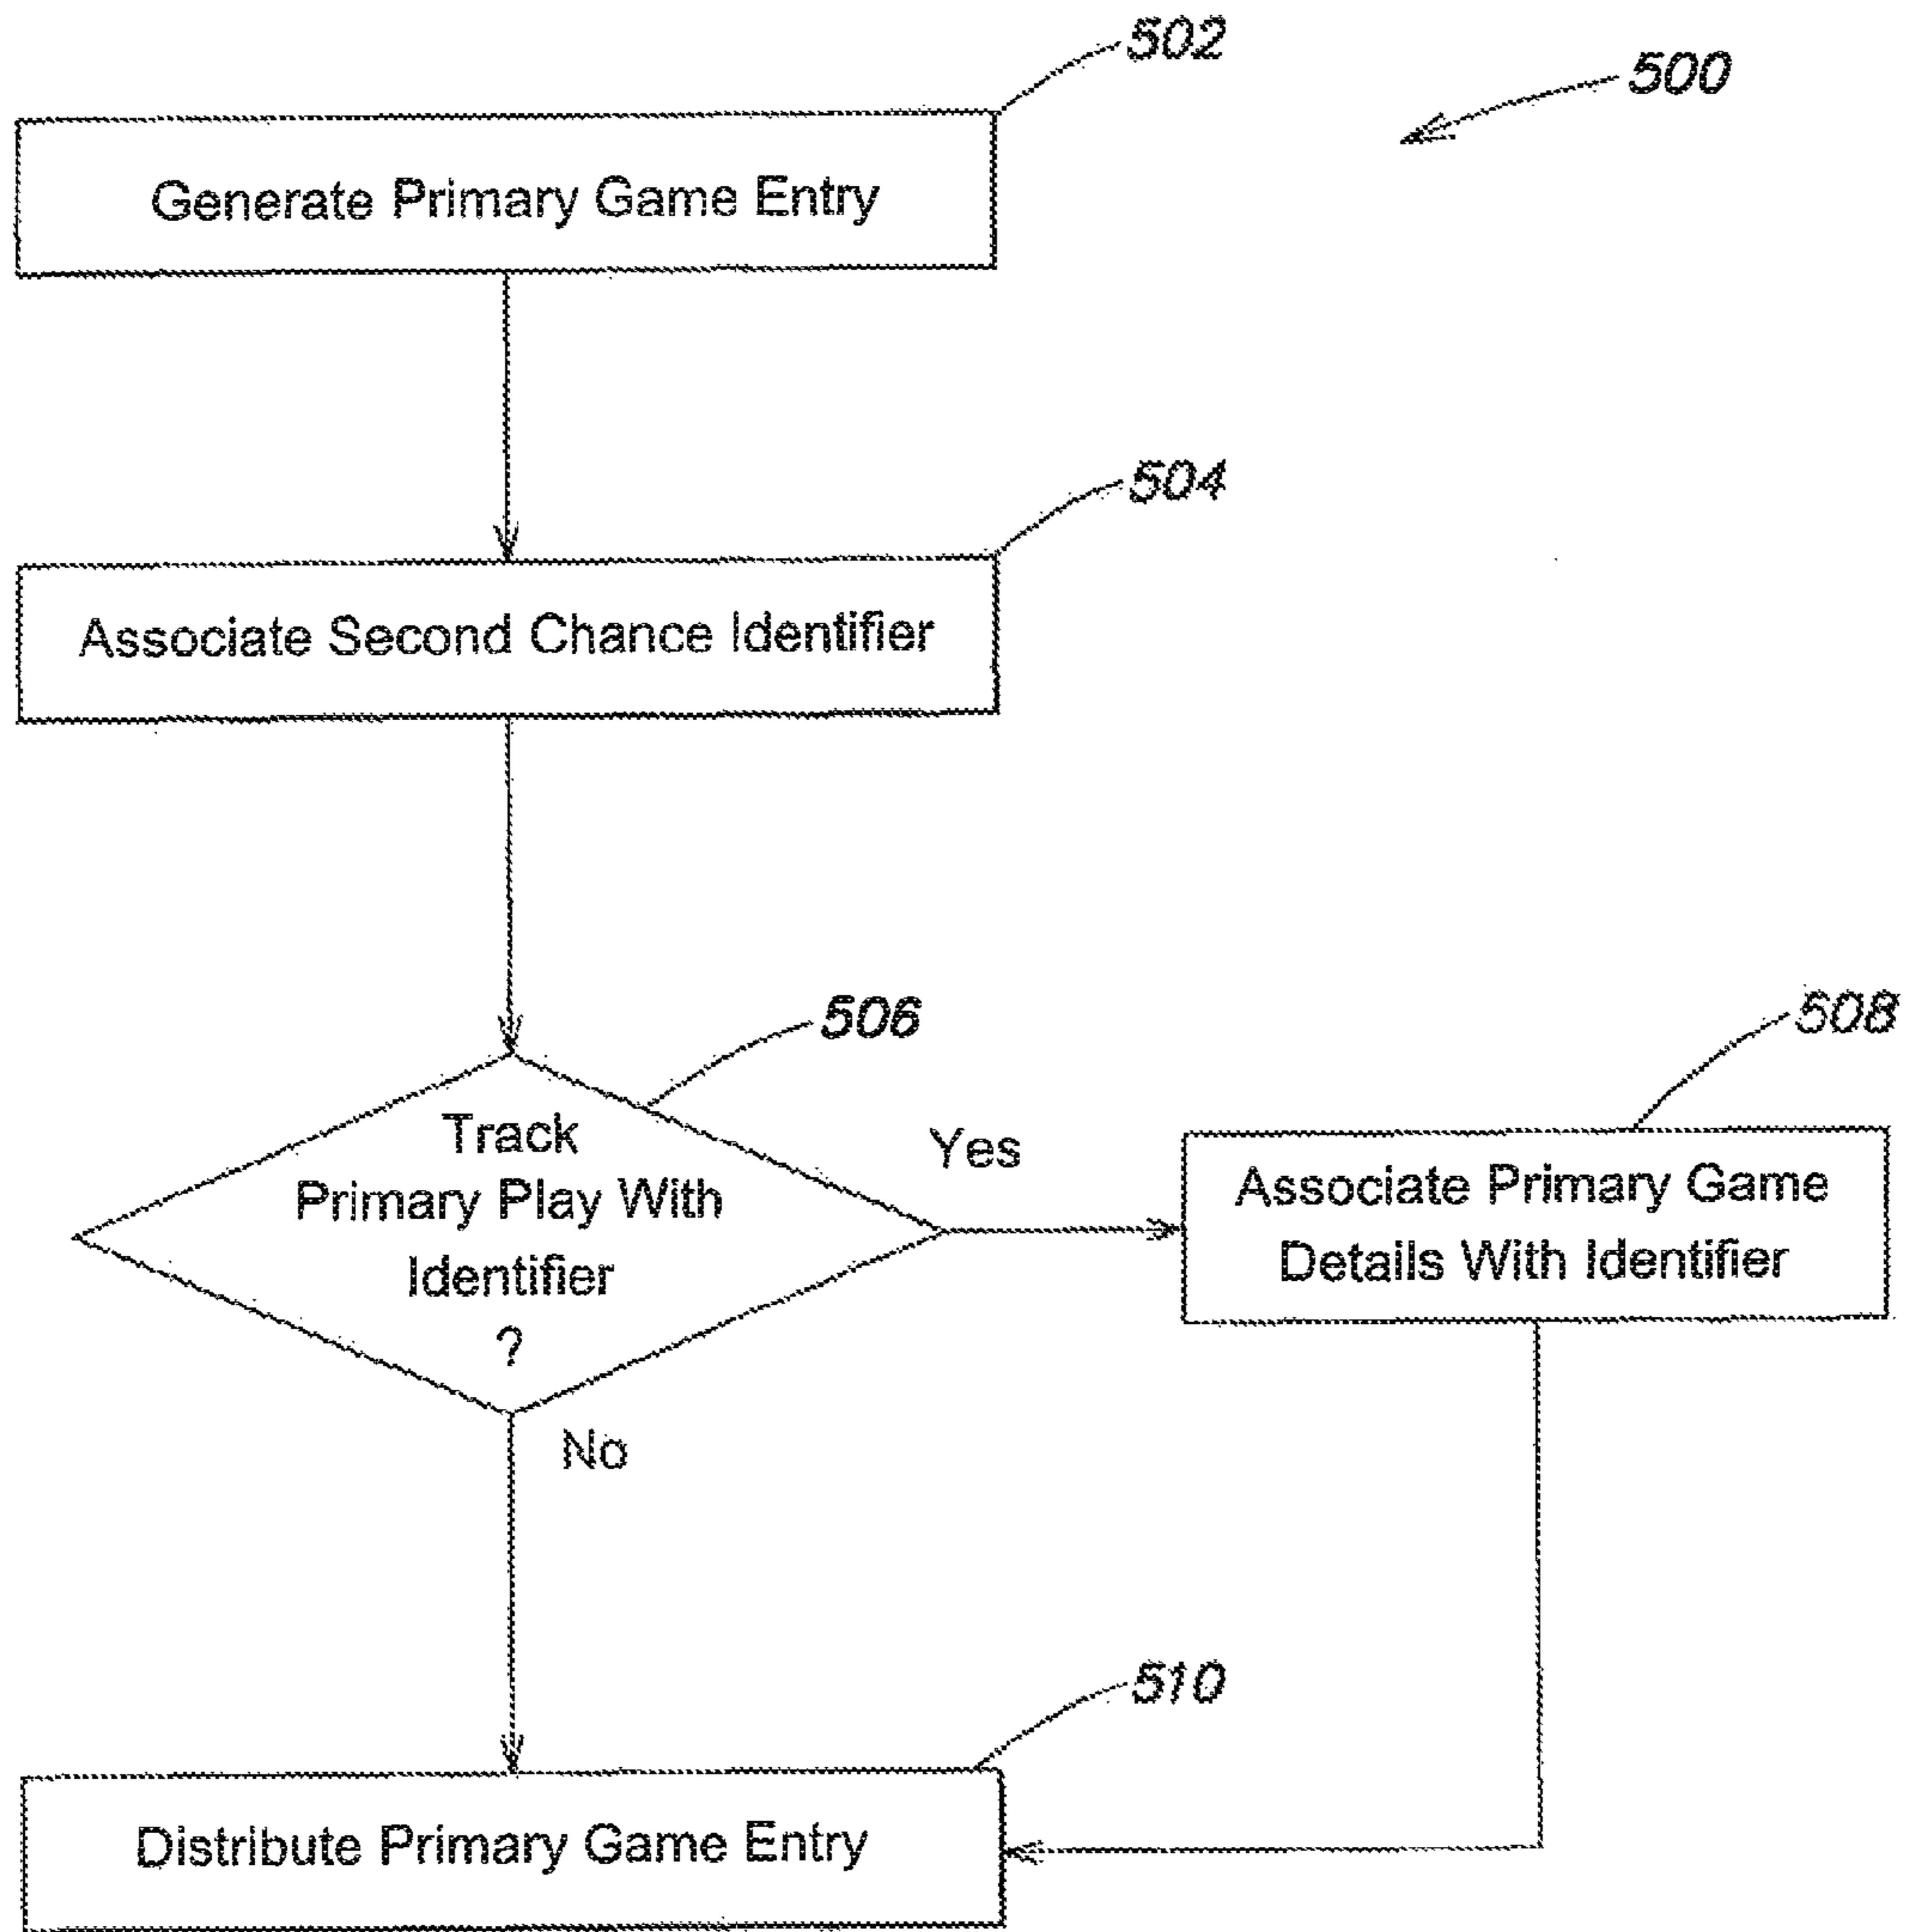 502
500
Generate Primary Game Entry
504
Associate Second Chance Identifier
506
508
Track
Primary Play With
Identifier
?
Yes
Associate Primary Game
Details With Identifier
No
510
Distribute Primary Game Entry